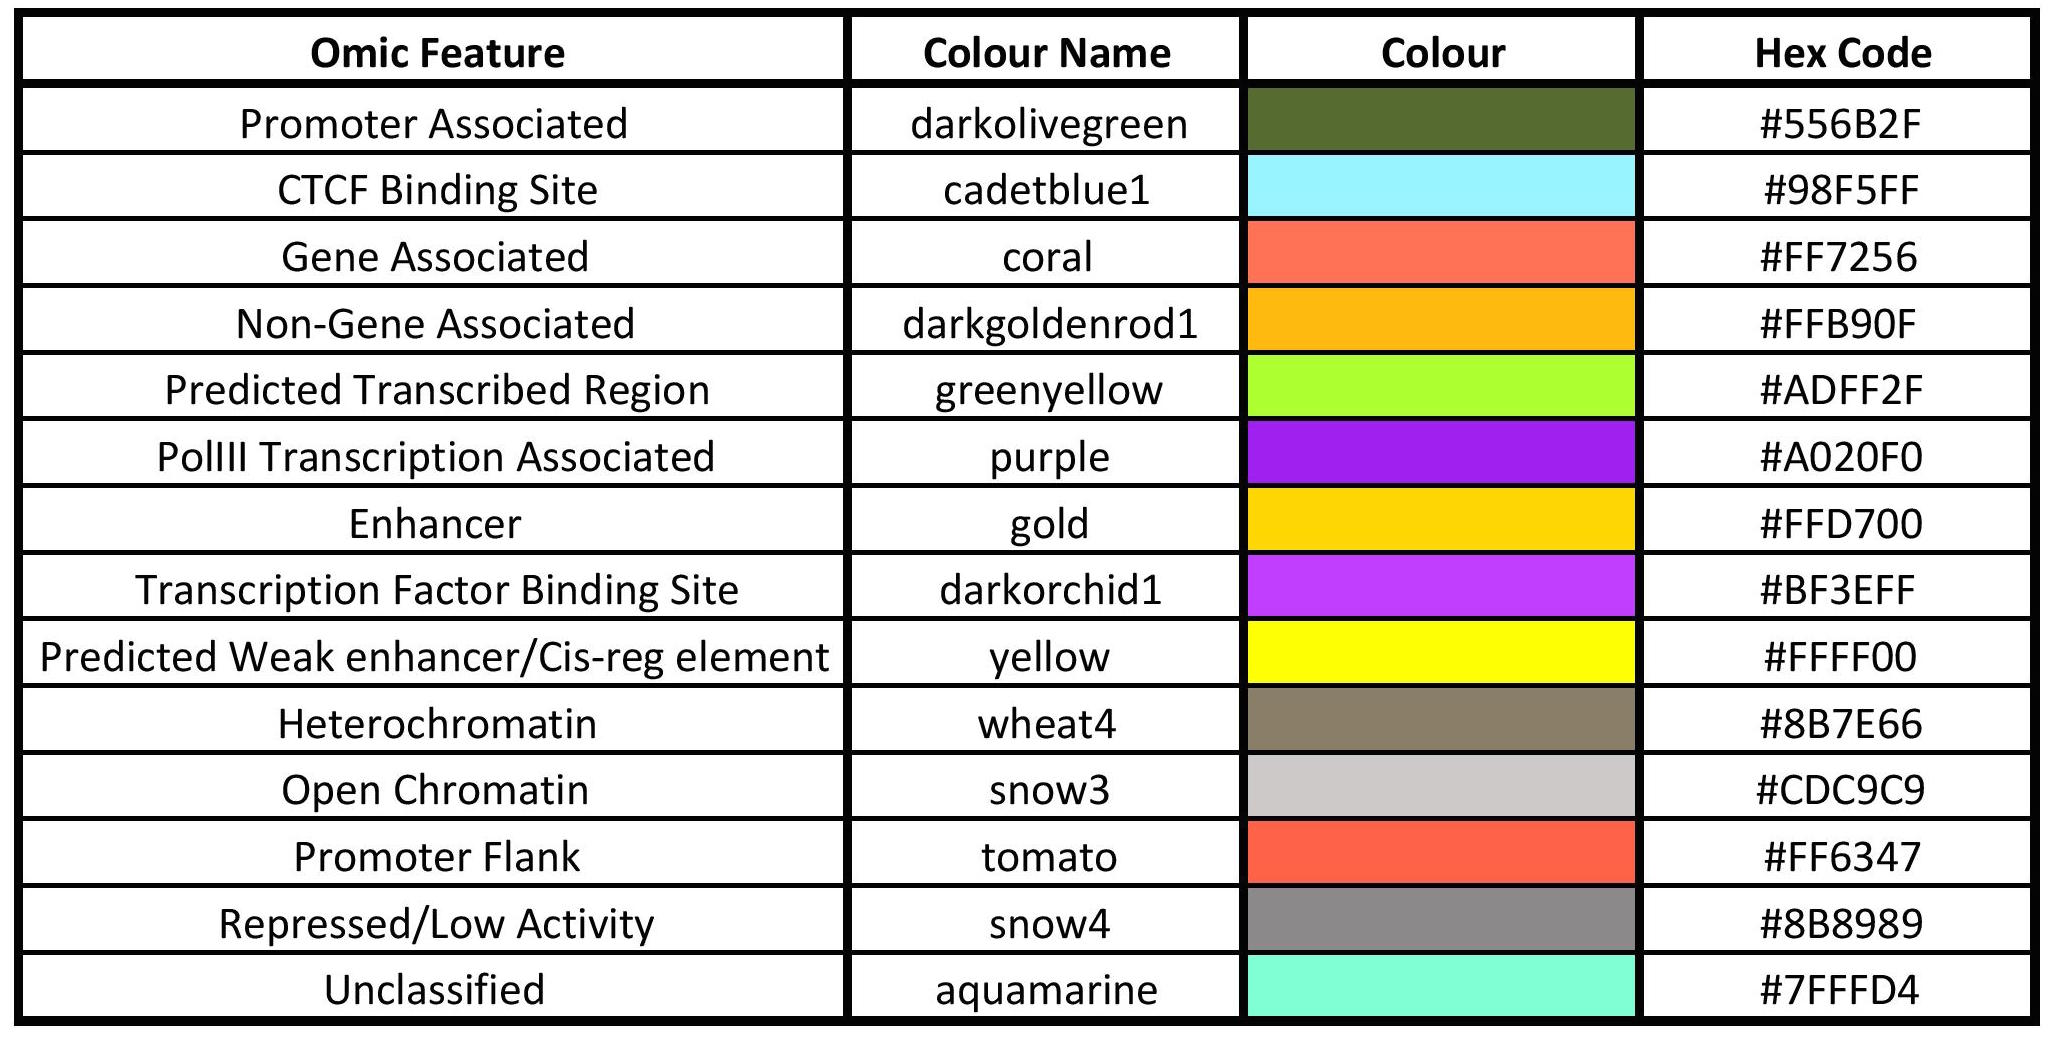 Omic Feature Colour Name Colour Hex Code
Promoter Associated darkolivegreen #556B2F
CTCF Binding Site cadetblue1 #98F5FF
Gene Associated coral #FF7256
Non-Gene Associated darkgoldenrod1 #FFB90F
Predicted Transcribed Region greenyellow #ADFF2F
PolIII Transcription Associated purple #A020F0
Enhancer gold #FFD700
Transcription Factor Binding Site darkorchid1 #BF3EFF
Predicted Weak enhancer/Cis-reg element yellow #FFFF00
Heterochromatin wheat4 #8B7E66
Open Chromatin snow3 #CDC9C9
Promoter Flank tomato #FF6347
Repressed/Low Activity snow4 #8B8989
Unclassified aquamarine #7FFFD4